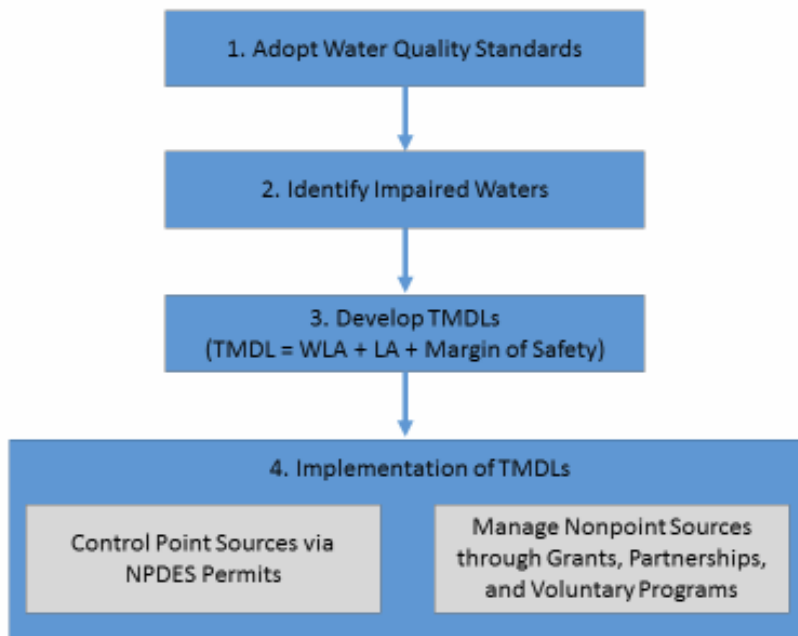 1. Adopt Water Quality Standards
2. Identify Impaired Waters
3. Develop TMDLs
(TMDL = WLA + LA + Margin of Safety)
4. Implementation of TMDLs
Control Point Sources via
NPDES Permits
Manage Nonpoint Sources
through Grants, Partnerships,
and Voluntary Programs